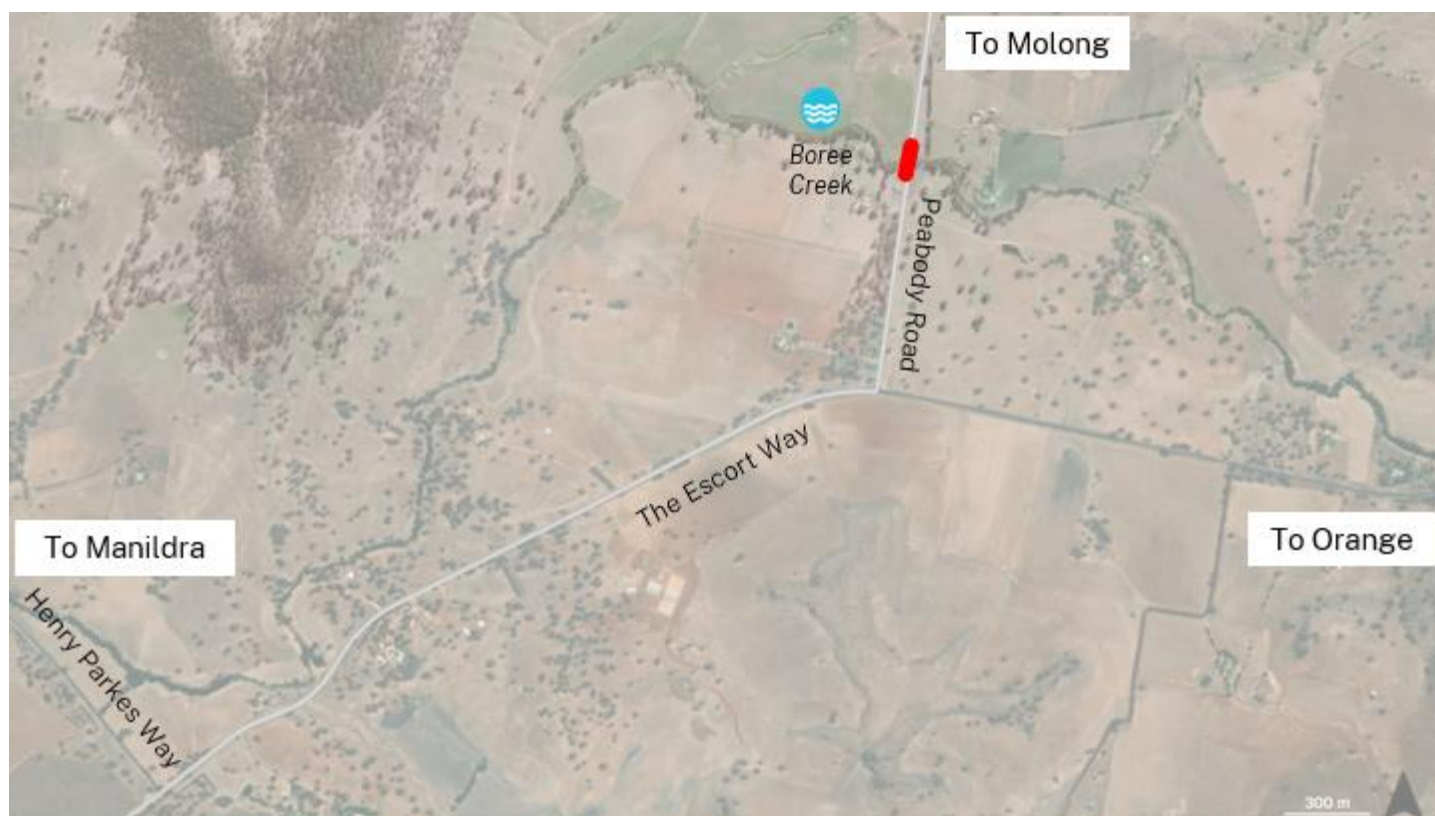 To Molong
Boree
Creek
Peabody Road
The Escort Way
To Manildra
To Orange
Henry Parkes Way
300 m